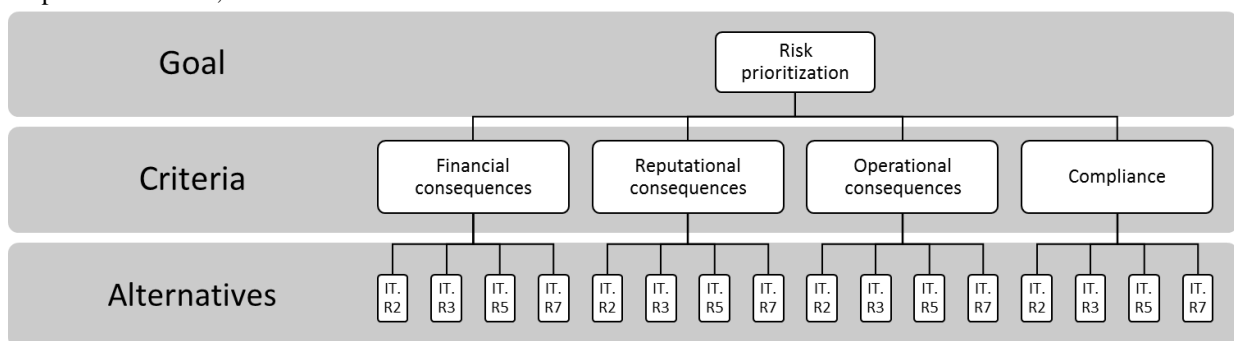 Goal
Risk
prioritization
Criteria
Financial
consequences
Reputational
consequences
Operational
consequences
Compliance
Alternatives
IT.
R2
IT.
R3
IT.
R5
IT.
R7
IT.
R2
IT.
R3
IT.
R5
IT.
R7
IT.
R2
IT.
R3
IT.
R5
IT.
R7
IT.
R2
IT.
R3
IT.
R5
IT.
R7